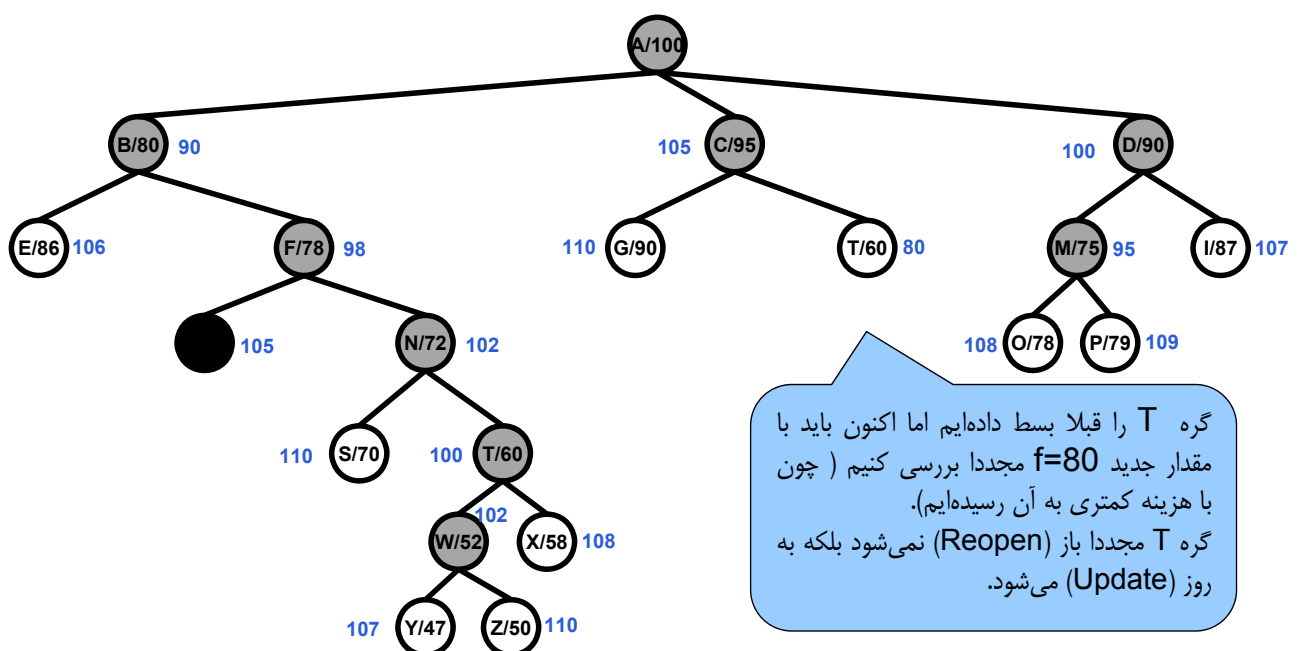 A/100
B/80 90
105 C/95
100 D/90
E/86 106
F/78 98
110 G/90
T/60 80
M/75 95
I/87 107
105
N/72 102
108 O/78
P/79 109
110 S/70
100 T/60
102
W/52
X/58 108
107 Y/47
Z/50 110
گره T را قبلا بسط داده‌ایم اما اکنون باید با
مقدار جدید f=80 مجددا بررسی کنیم ( چون
با هزینه کمتری به آن رسیده‌ایم).
گره T مجددا باز (Reopen) نمی‌شود بلکه به
روز (Update) می‌شود.